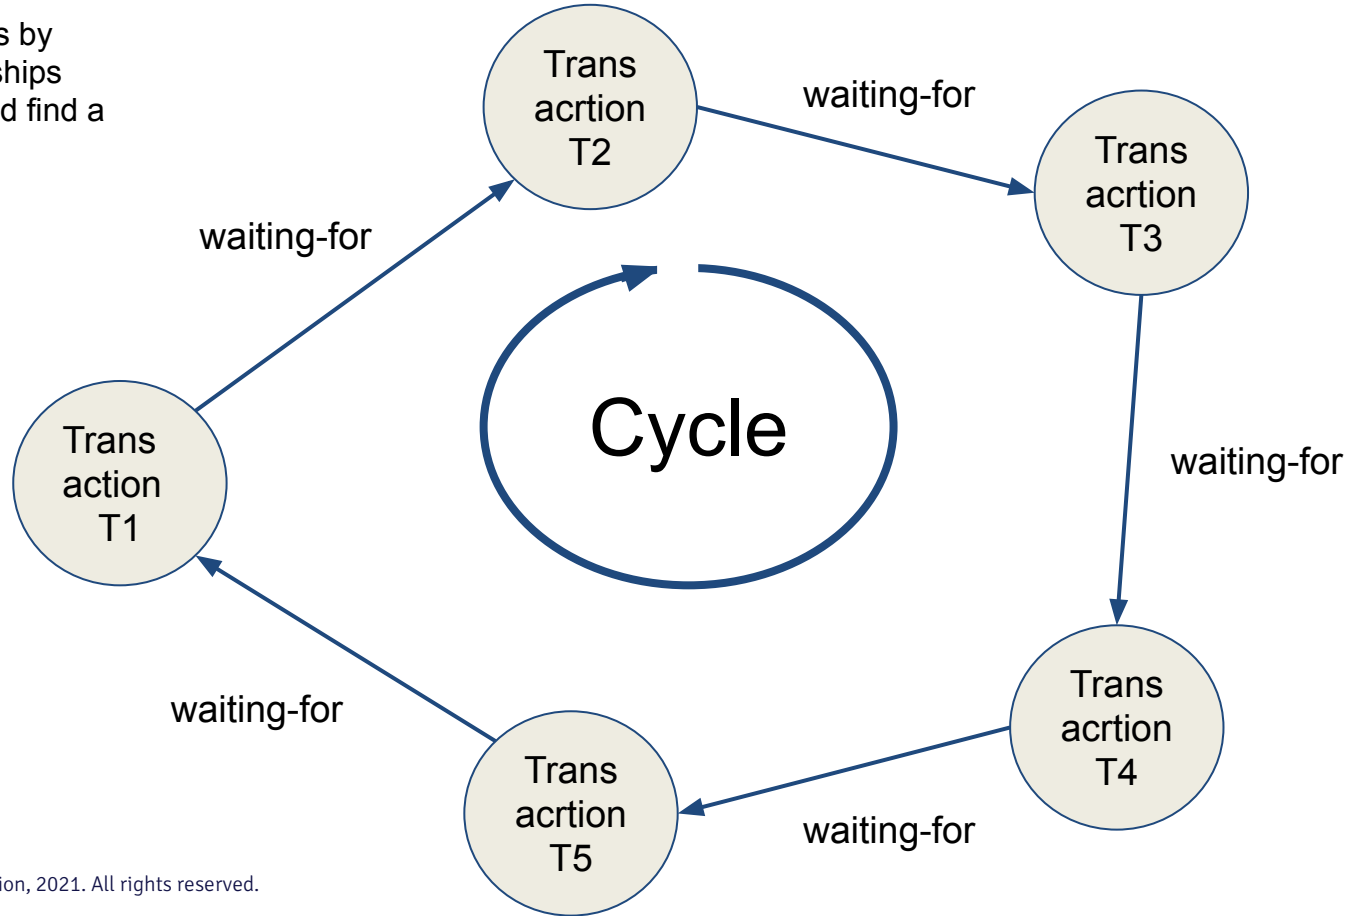 s by
ships
d find a
Trans
acrtion
T2
waiting-for
Trans
acrtion
T3
waiting-for
Cycle
Trans
action
T1
waiting-for
Trans
acrtion
T4
waiting-for
Trans
acrtion
T5
waiting-for
ion, 2021. All rights reserved.